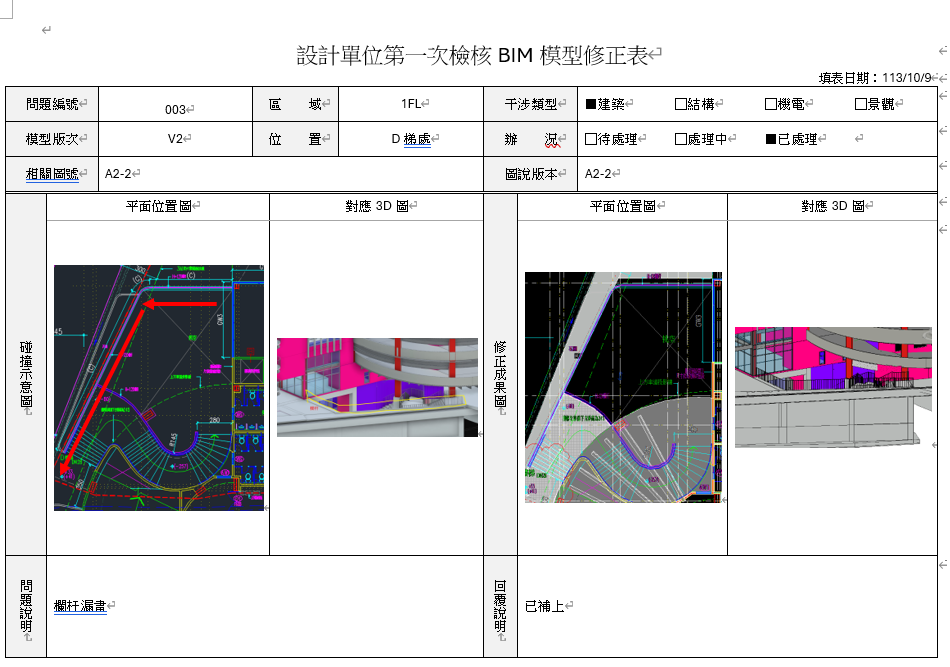 設計單位第一次檢核 BIM 模型修正表
填表日期：113/10/9
問題編號 003 區 域 1FL 干涉類型 ■建築 □結構 □機電 □景觀
模型版次 V2 位 置 D 梯處 辦 況 □待處理 □處理中 ■已處理
相關圖號 A2-2 圖說版本 A2-2
平面位置圖 對應 3D 圖 平面位置圖 對應 3D 圖
碰撞示意圖
修正成果圖
300
(C)
45
280
R145
問題說明
欄杆漏畫
回覆說明
已補上